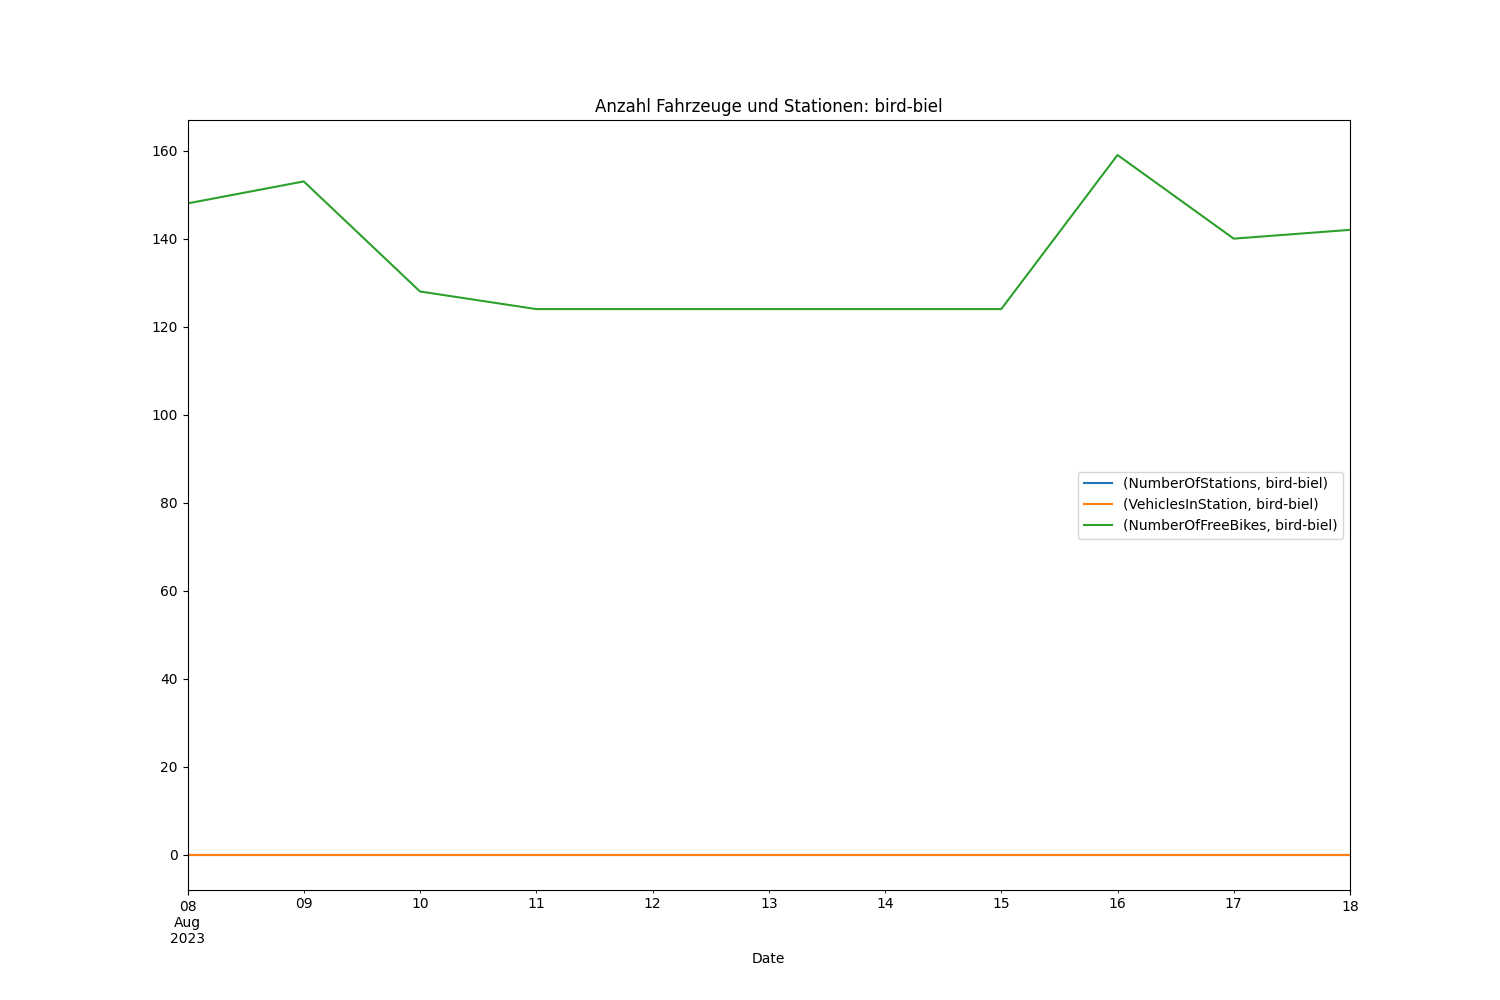 Anzahl Fahrzeuge und Stationen: bird-biel
160
140
120
100
80
60
40
20
0
(NumberOfStations, bird-biel)
(VehiclesInStation, bird-biel)
(NumberOfFreeBikes, bird-biel)
08 09 10 11 12 13 14 15 16 17 18
Aug
2023
Date